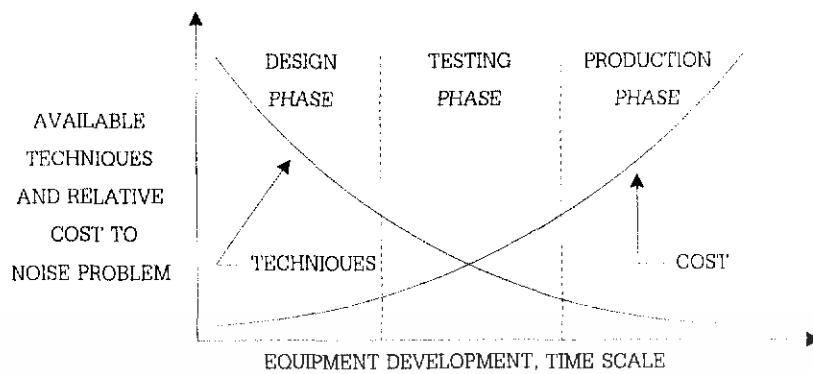 DESIGN
PHASE
TESTING
PHASE
PRODUCTION
PHASE
AVAILABLE
TECHNIQUES
AND RELATIVE
COST TO
NOISE PROBLEM
TECHNIQUES
COST
EQUIPMENT DEVELOPMENT, TIME SCALE